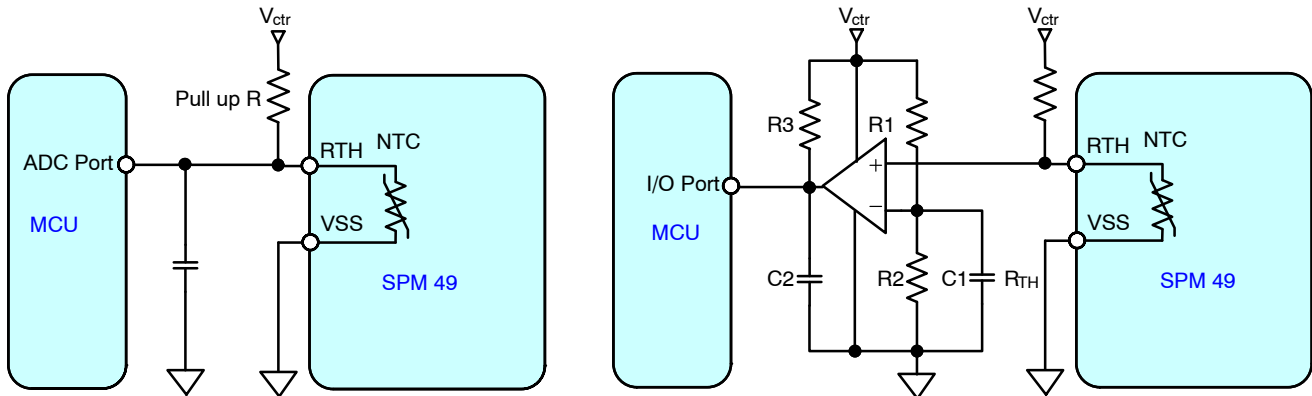 Vctr
Pull up R
RTH
NTC
ADC Port
VSS
MCU
SPM 49
Vctr
Vctr
R3
R1
RTH
NTC
+
I/O Port
−
VSS
MCU
C2
R2
C1
RTH
SPM 49